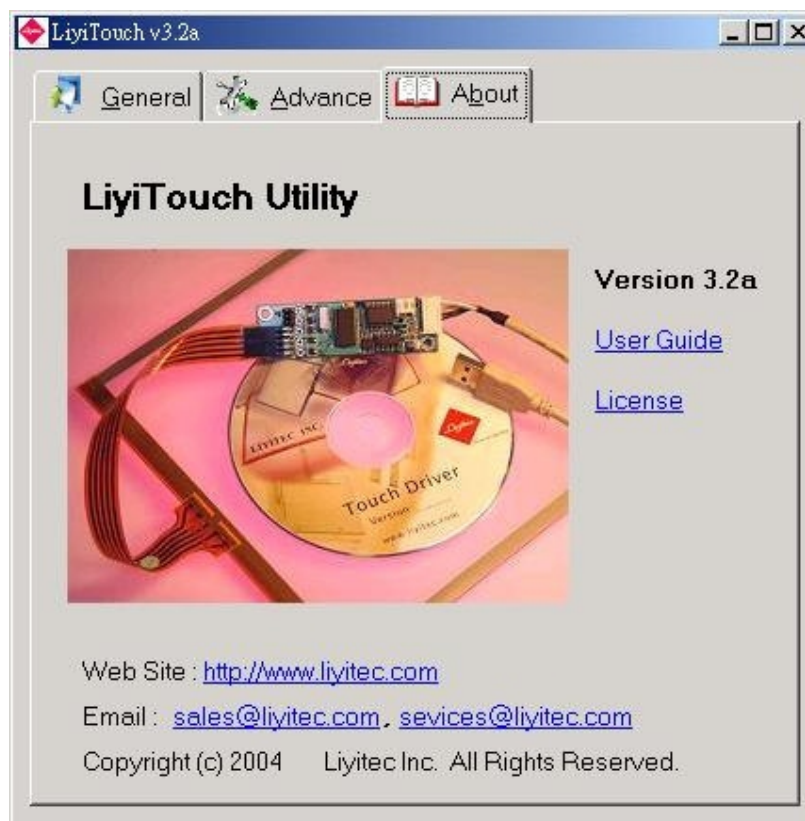 LiyiTouch v3.2a
General Advance About
LiyiTouch Utility
Version 3.2a
User Guide
License
LIYITEC INC.
Touch Driver
Version
www.liyitec.com
Web Site : http://www.liyitec.com
Email : sales@liyitec.com , sevices@liyitec.com
Copyright (c) 2004 Liyitec Inc. All Rights Reserved.